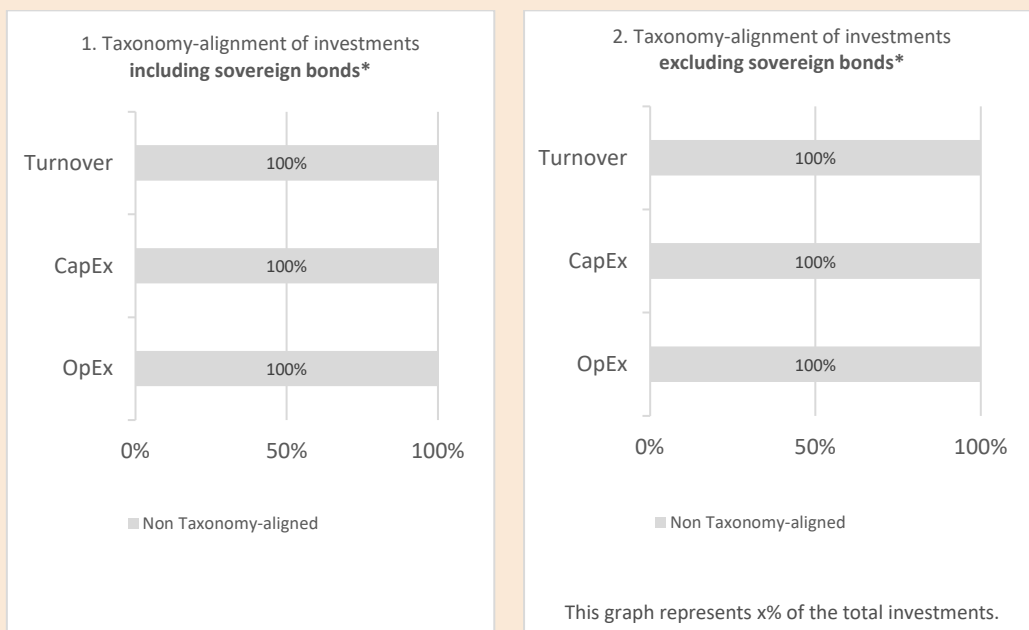 1. Taxonomy-alignment of investments
including sovereign bonds*
Turnover
100%
CapEx
100%
OpEx
100%
0%
50%
100%
Non Taxonomy-aligned
2. Taxonomy-alignment of investments
excluding sovereign bonds*
Turnover
100%
CapEx
100%
OpEx
100%
0%
50%
100%
Non Taxonomy-aligned
This graph represents x% of the total investments.